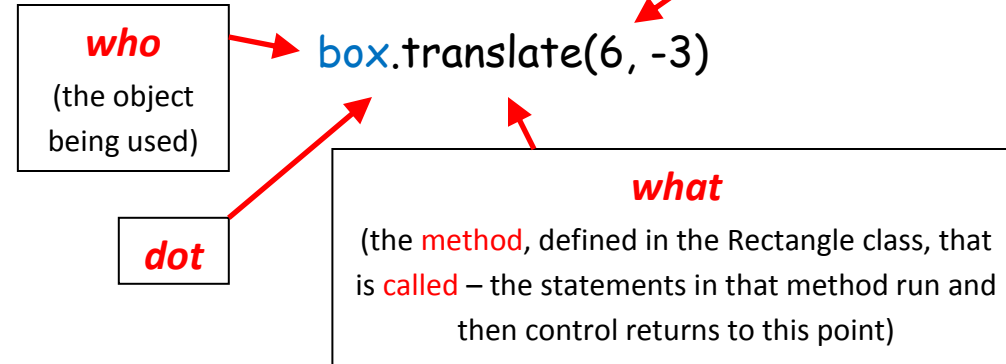 who
(the object
being used)
box.translate(6, -3)
dot
what
(the method, defined in the Rectangle class, that
is called – the statements in that method run and
then control returns to this point)